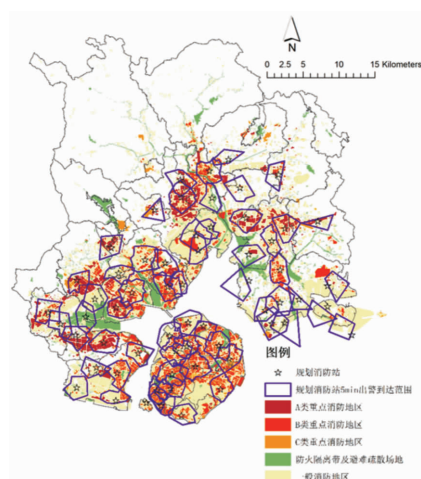 N
0 2.5 5 10 15 Kilometers
图例
规划消防站
规划消防站5min出警到达范围
A类重点消防地区
B类重点消防地区
C类重点消防地区
防火隔离带及避难疏散场地
一般消防地区